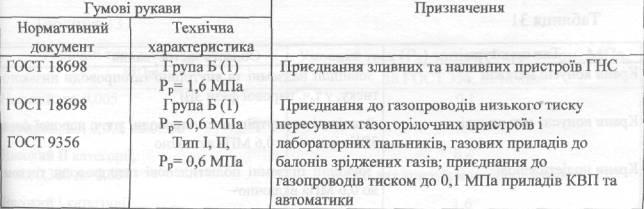 Гумові рукави Призначення
Нормативний документ Технічна характеристика
ГОСТ 18698 Група Б (1) Приєднання зливних та наливних пристроїв ГНС
Рр= 1,6 МПа
ГОСТ 18698 Група Б (1) Приєднання до газопроводів низького тиску
Рр= 0,6 МПа пересувних газогорілочних пристроїв і
ГОСТ 9356 Тип I, II, лабораторних пальників, газових приладів до
Рр= 0,6 МПа балонів зріджених газів; приєднання до
газопроводів тиском до 0,1 МПа приладів КВП та
автоматики